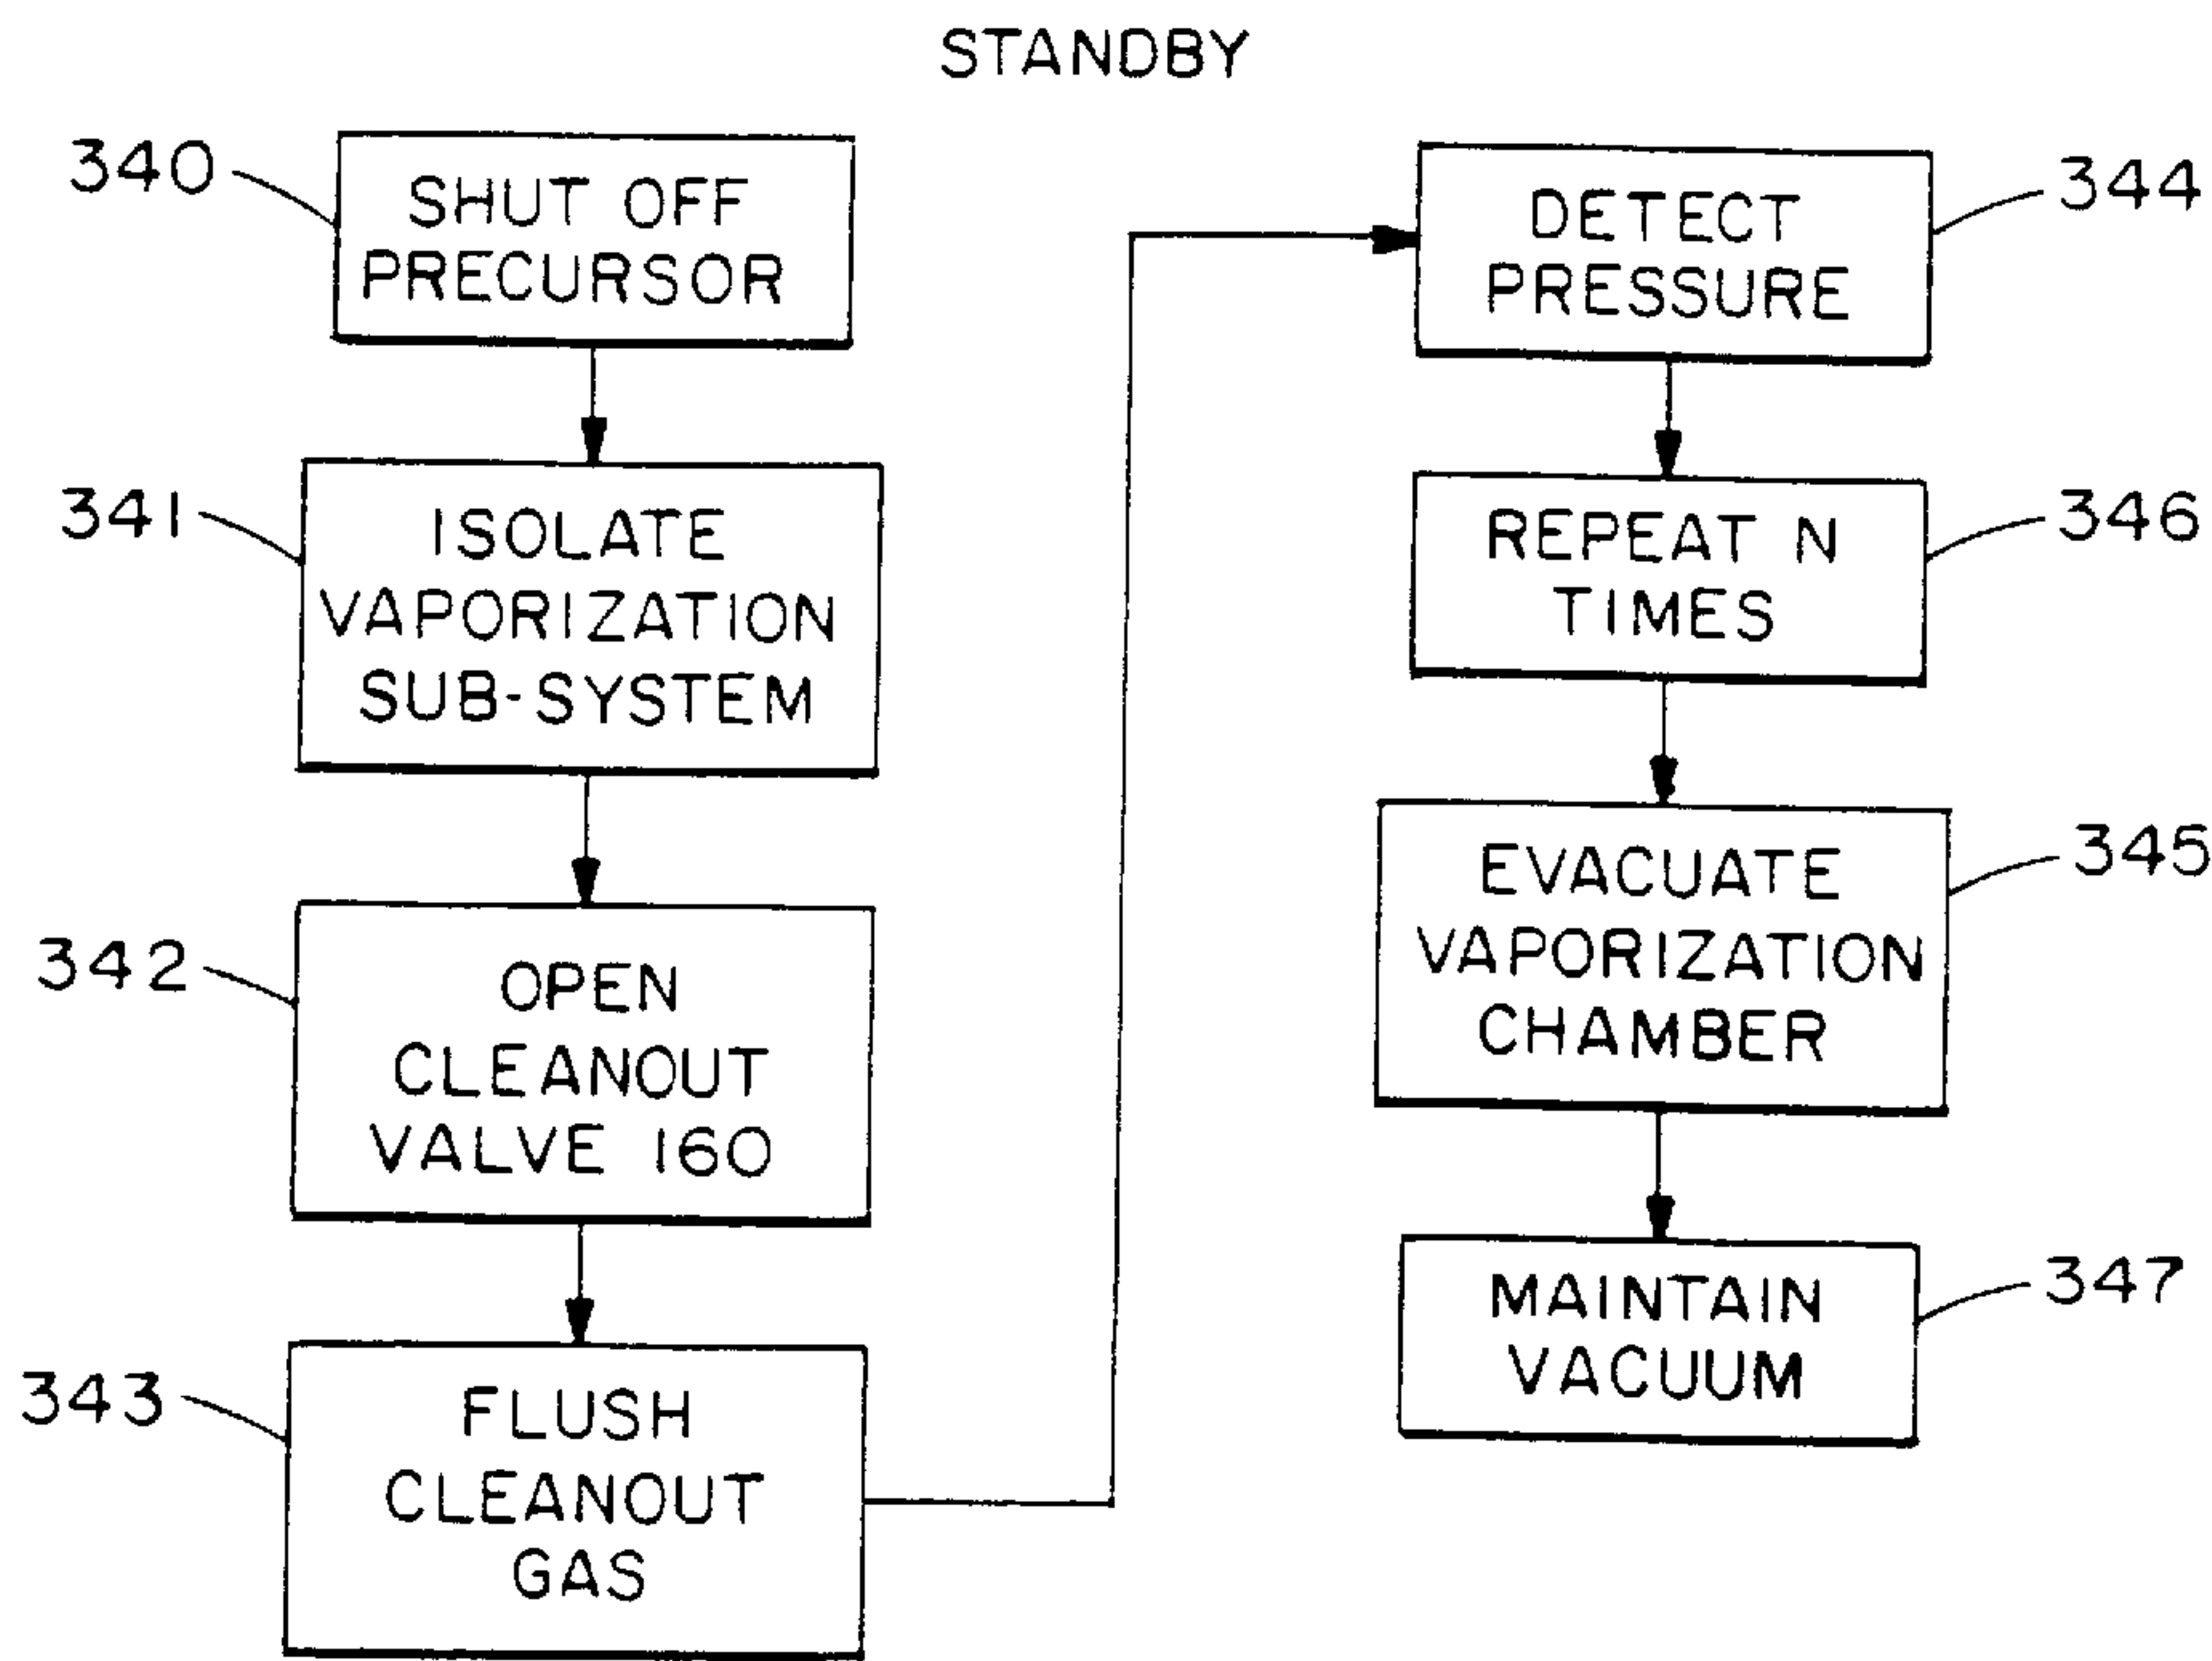 STANDBY
340
SHUT OFF
PRECURSOR
341
ISOLATE
VAPORIZATION
SUB-SYSTEM
342
OPEN
CLEANOUT
VALVE 160
343
FLUSH
CLEANOUT
GAS
344
DETECT
PRESSURE
346
REPEAT N
TIMES
345
EVACUATE
VAPORIZATION
CHAMBER
347
MAINTAIN
VACUUM